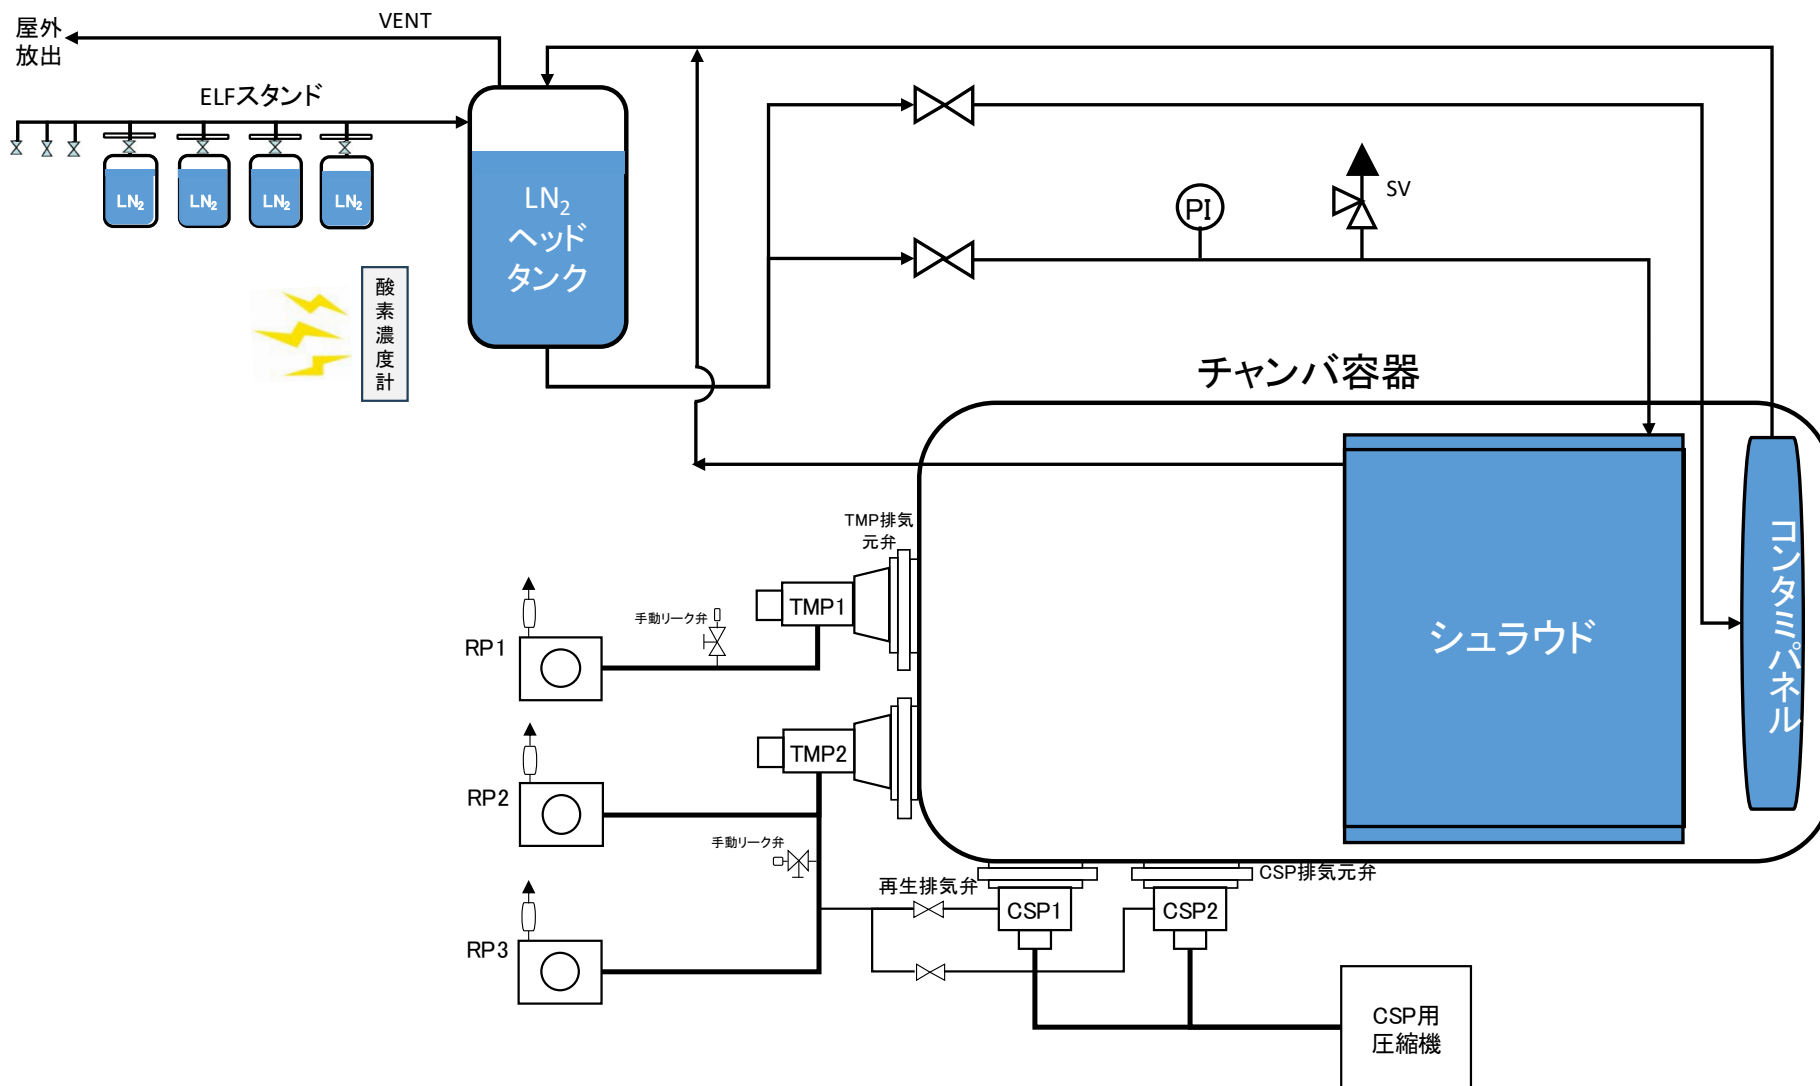 屋外
放出
VENT
ELFスタンド
LN₂
LN₂
LN₂
LN₂
LN₂
ヘッド
タンク
酸素濃度計
PI
SV
チャンバ容器
シュラウド
コンタミパネル
TMP排気
元弁
TMP1
手動リーク弁
RP1
TMP2
RP2
手動リーク弁
RP3
再生排気弁
CSP排気元弁
CSP1
CSP2
CSP用
圧縮機